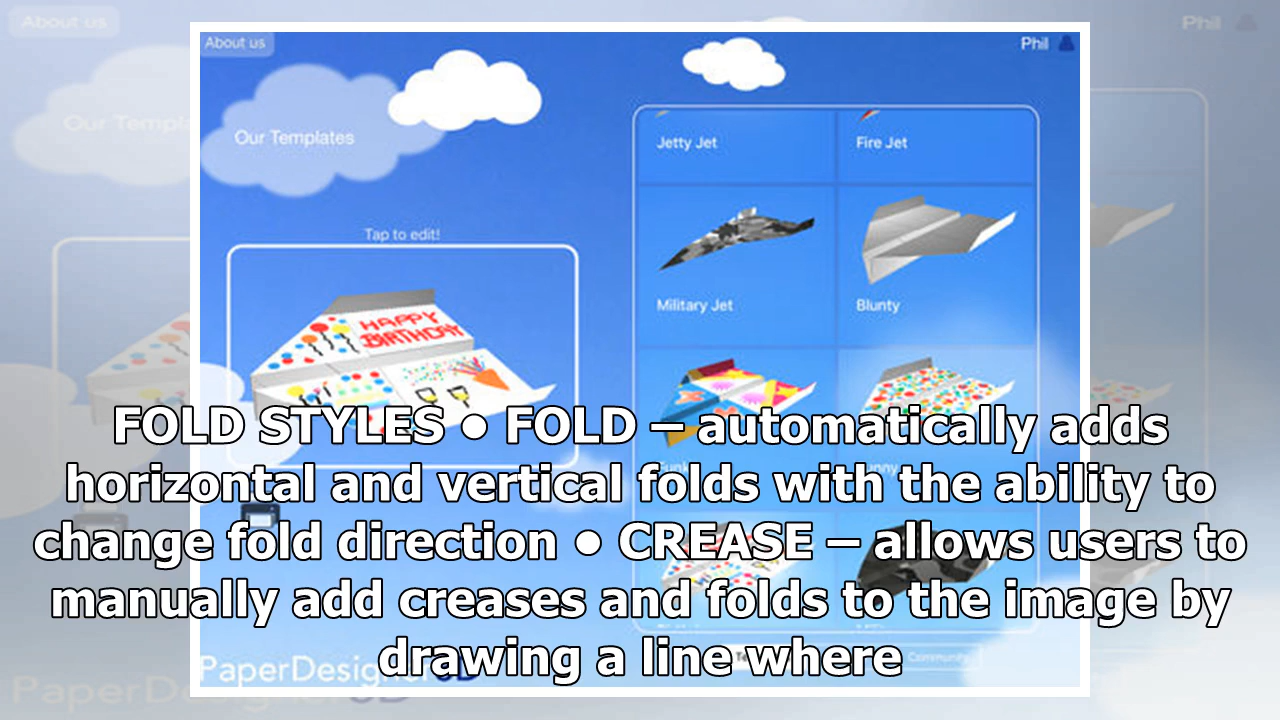 About us
Phil
Our Templates
Jetty Jet
Fire Jet
Tap to edit!
Military Jet
Blunty
HAPPY
BIRTHDAY
FOLD STYLES • FOLD – automatically adds
horizontal and vertical folds with the ability to
change fold direction • CREASE – allows users to
manually add creases and folds to the image by
drawing a line where
Community
PaperDesigner